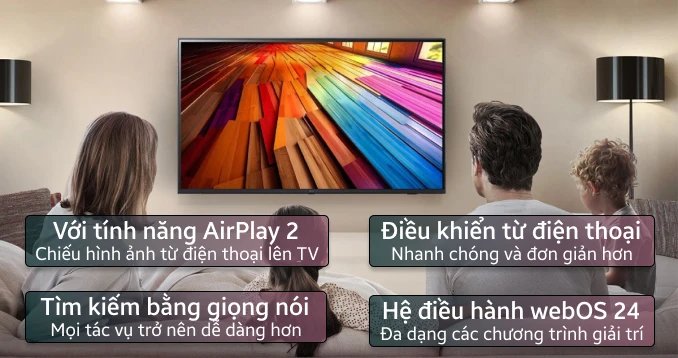 Với tính năng AirPlay 2
Chiếu hình ảnh từ điện thoại lên TV
Điều khiển từ điện thoại
Nhanh chóng và đơn giản hơn
Tìm kiếm bằng giọng nói
Mọi tác vụ trở nên dễ dàng hơn
Hệ điều hành webOS 24
Đa dạng các chương trình giải trí